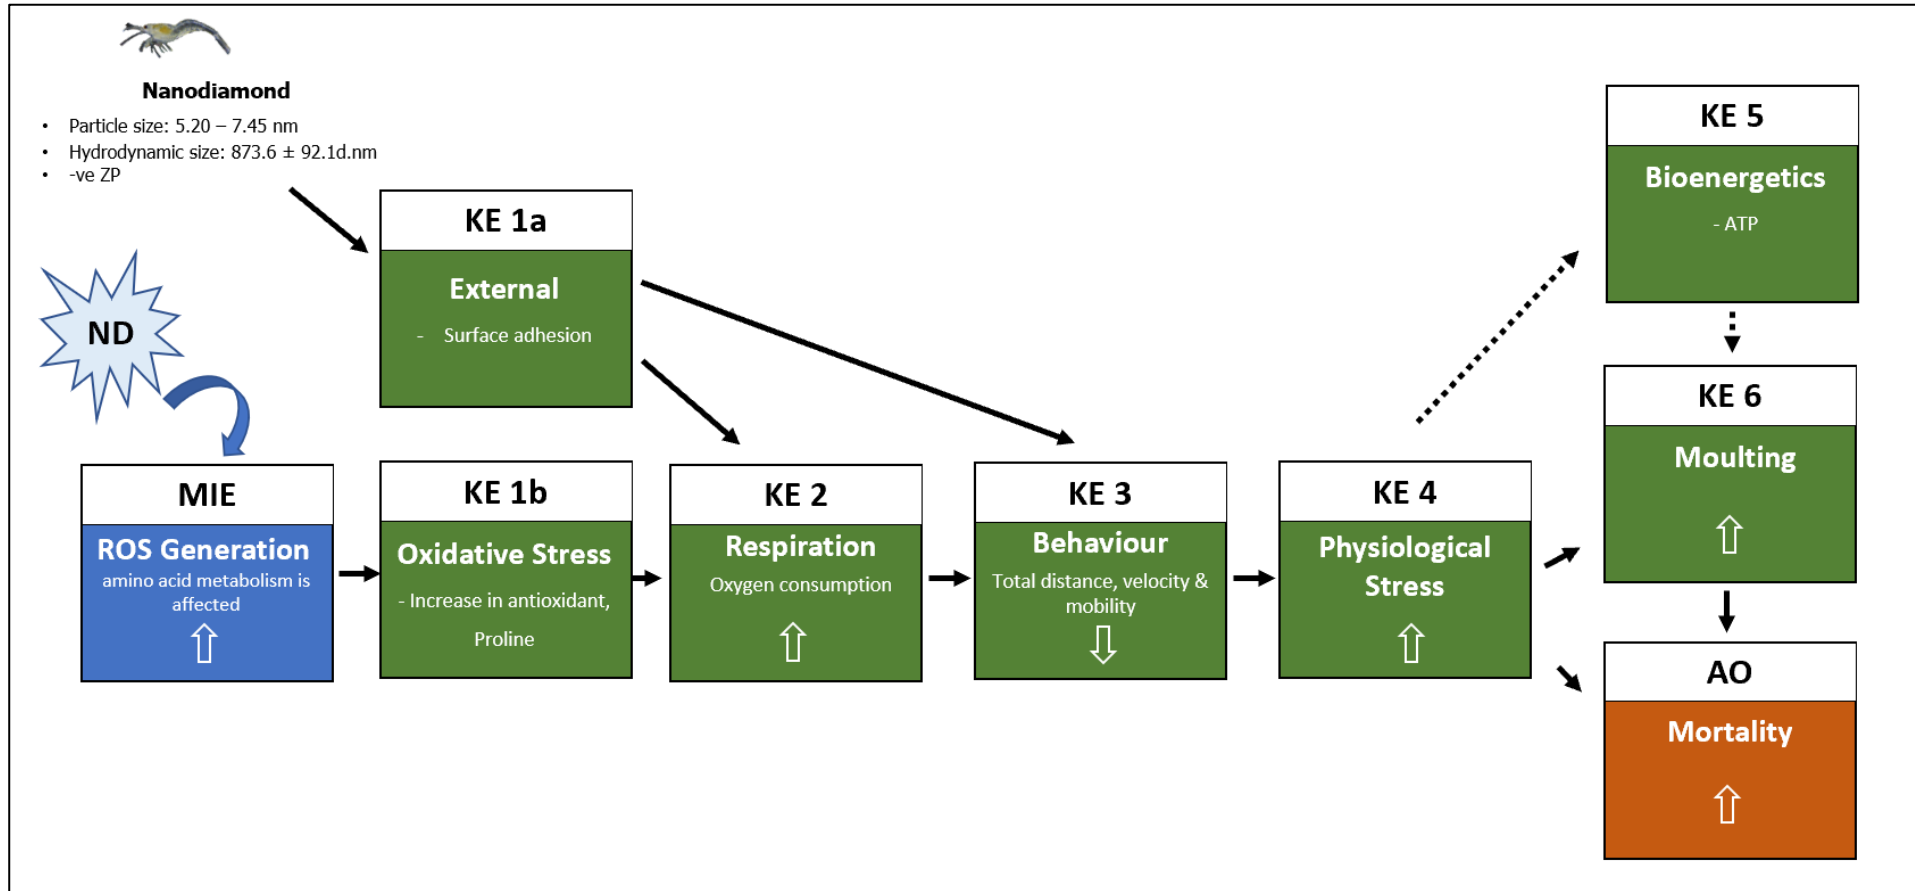 Nanodiamond
• Particle size: 5.20 – 7.45 nm
• Hydrodynamic size: 873.6 ± 92.1d.nm
• -ve ZP
ND
KE 1a
External
- Surface adhesion
MIE
ROS Generation
amino acid metabolism is
affected
KE 1b
Oxidative Stress
- Increase in antioxidant,
Proline
KE 2
Respiration
Oxygen consumption
KE 3
Behaviour
Total distance, velocity &
mobility
KE 4
Physiological
Stress
KE 5
Bioenergetics
- ATP
KE 6
Moulting
AO
Mortality